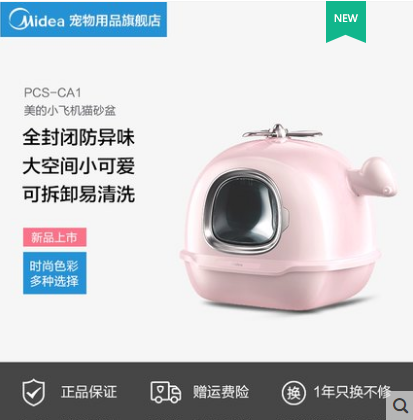 Midea 宠物用品旗舰店
NEW
PCS-CA1
美的小飞机猫砂盆
全封闭防异味
大空间小可爱
可拆卸易清洗
新品上市
时尚色彩
多种选择
正品保证
赠运费险
换
1年只换不修